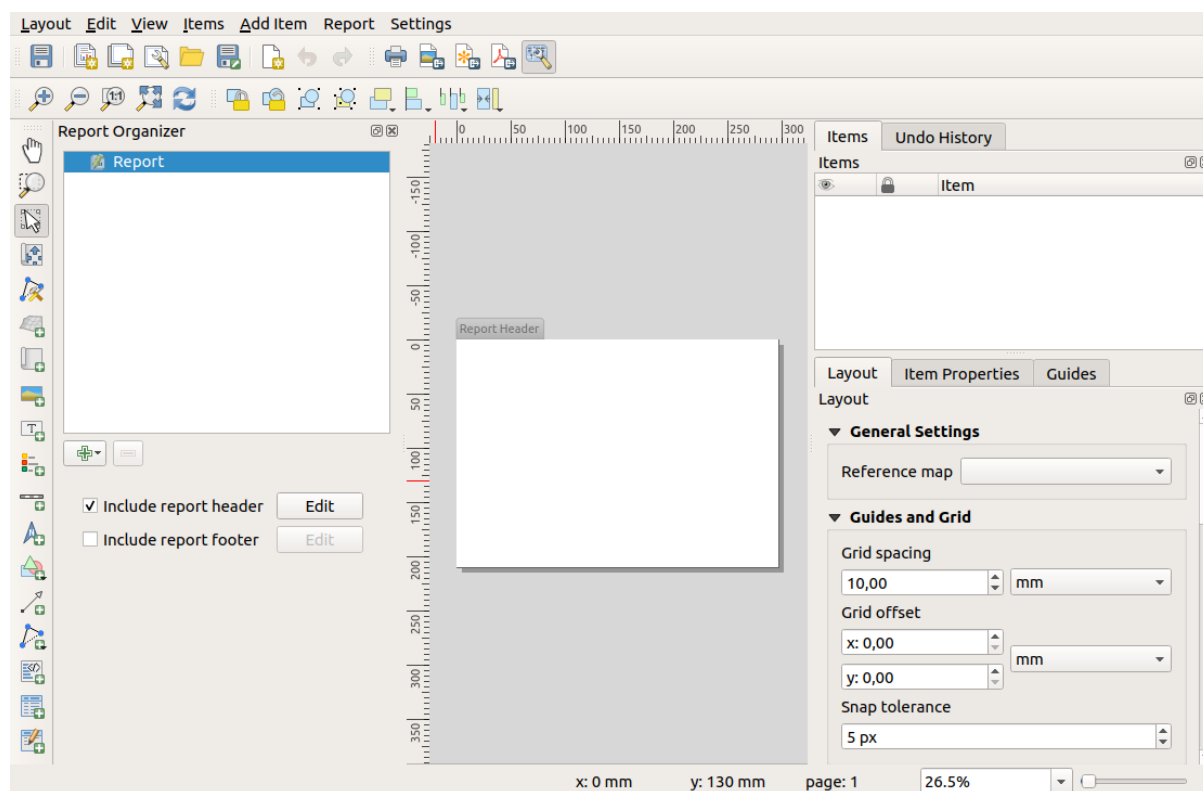 Layout Edit View Items Add Item Report Settings
1:1
Report Organizer
Report
Include report header Edit
Include report footer Edit
0 50 100 150 200 250 300
-150
-100
-50
0
50
100
150
200
250
300
350
Report Header
Items Undo History
Items
Item
Layout Item Properties Guides
Layout
General Settings
Reference map
Guides and Grid
Grid spacing
10,00 mm
Grid offset
x: 0,00
mm
y: 0,00
Snap tolerance
5 px
x: 0 mm y: 130 mm page: 1 26.5%